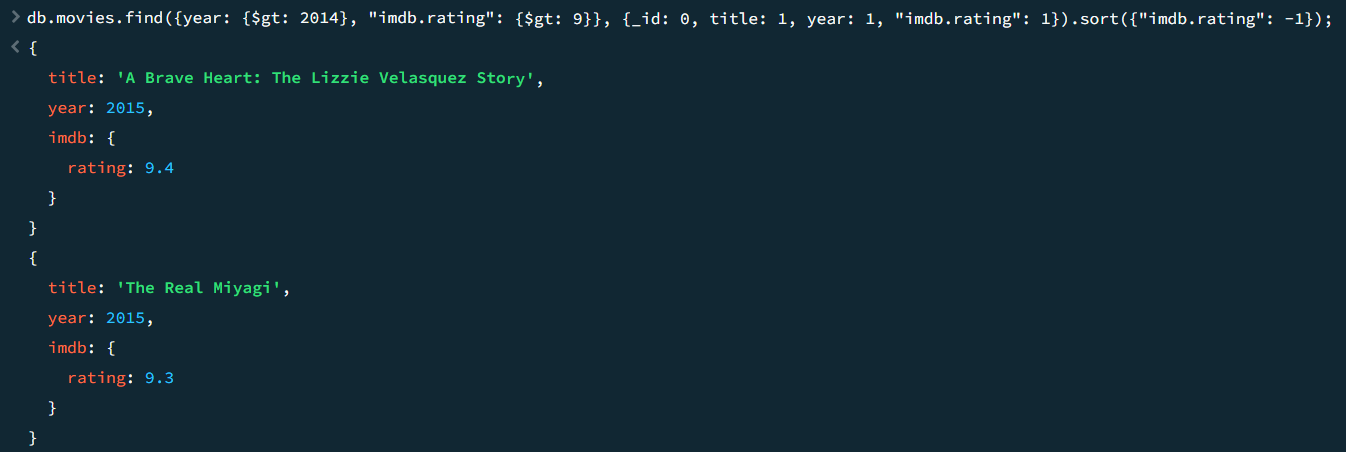 > db.movies.find({year: {$gt: 2014}, "imdb.rating": {$gt: 9}}, {_id: 0, title: 1, year: 1, "imdb.rating": 1}).sort({"imdb.rating": -1});
< {
title: 'A Brave Heart: The Lizzie Velasquez Story',
year: 2015,
imdb: {
rating: 9.4
}
}
{
title: 'The Real Miyagi',
year: 2015,
imdb: {
rating: 9.3
}
}